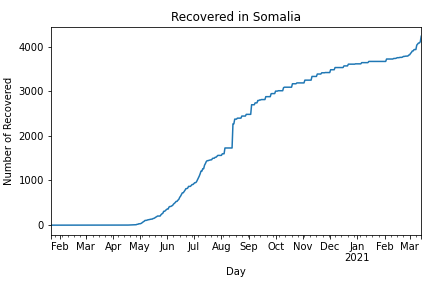 Recovered in Somalia
Number of Recovered
4000
3000
2000
1000
0
Feb Mar Apr May Jun Jul Aug Sep Oct Nov Dec Jan Feb Mar
2021
Day